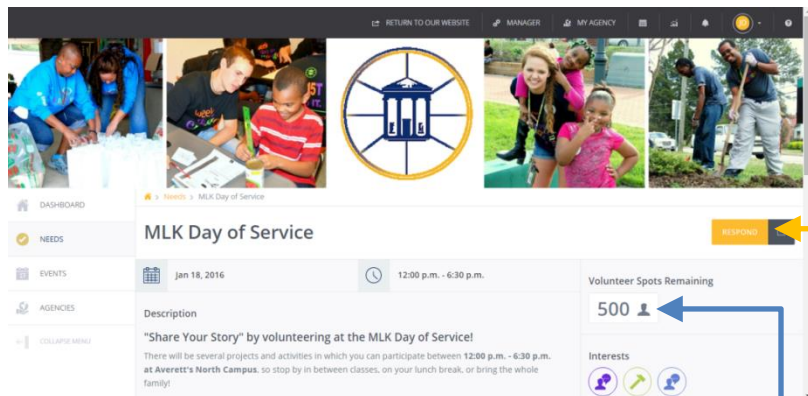 RETURN TO OUR WEBSITE MANAGER MY AGENCY
Needs > MLK Day of Service
DASHBOARD
NEEDS
EVENTS
AGENCIES
COLLAPSE MENU
MLK Day of Service
RESPOND
Jan 18, 2016
12:00 p.m. - 6:30 p.m.
Description
"Share Your Story" by volunteering at the MLK Day of Service!
There will be several projects and activities in which you can participate between 12:00 p.m. - 6:30 p.m.
at Averett's North Campus, so stop by in between classes, on your lunch break, or bring the whole
family!
Volunteer Spots Remaining
500
Interests